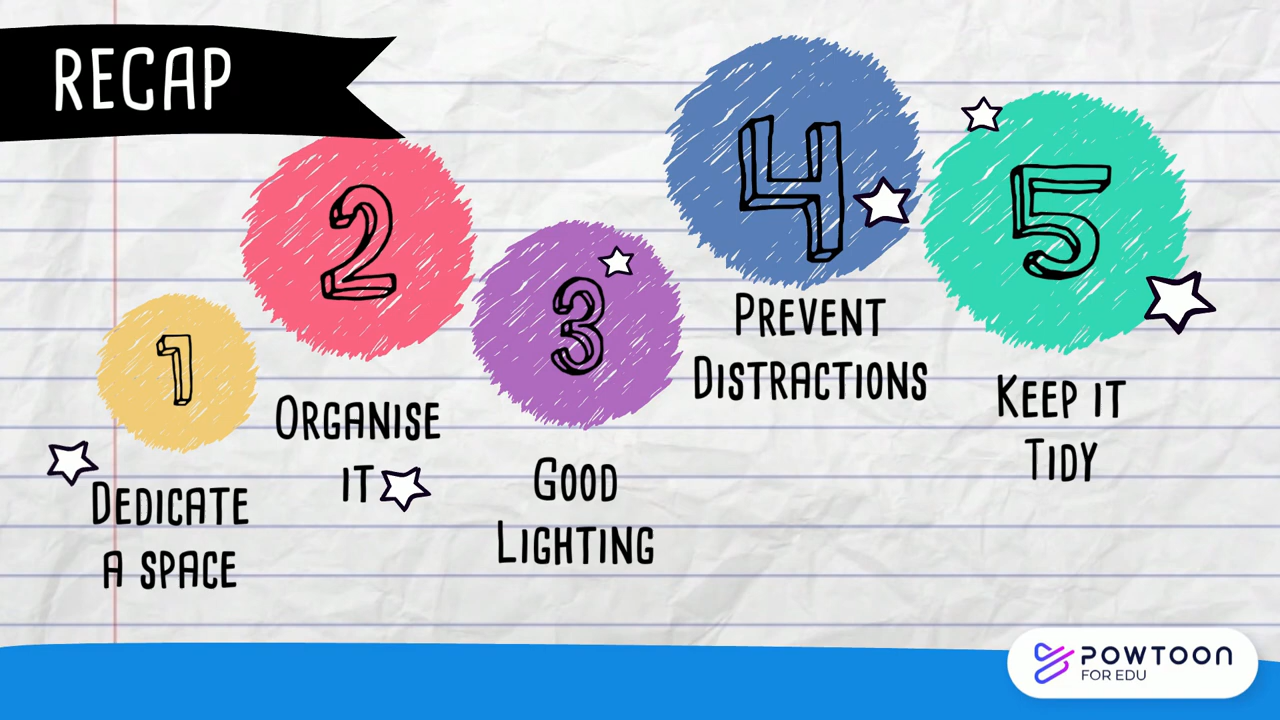 RECAP
1
DEDICATE
A SPACE
2
ORGANISE
IT
3
GOOD
LIGHTING
4
PREVENT
DISTRACTIONS
5
KEEP IT
TIDY
POWTOON
FOR EDU